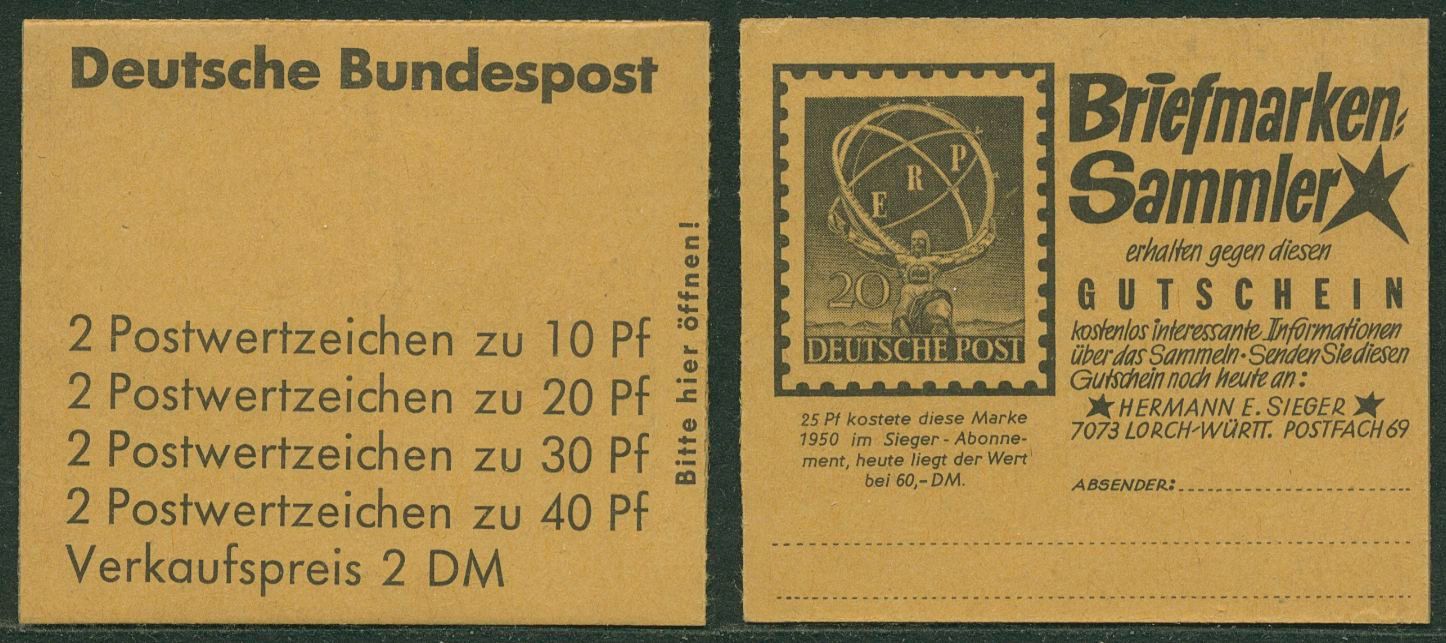 Deutsche Bundespost
2 Postwertzeichen zu 10 Pf
2 Postwertzeichen zu 20 Pf
2 Postwertzeichen zu 30 Pf
2 Postwertzeichen zu 40 Pf
Verkaufspreis 2 DM
Bitte hier öffnen!
E R P
20
DEUTSCHE POST
25 Pf kostete diese Marke
1950 im Sieger-Abonne-
ment, heute liegt der Wert
bei 60,-DM.
Briefmarken-
Sammler
erhalten gegen diesen
GUTSCHEIN
kostenlos interessante Informationen
über das Sammeln·Senden Sie diesen
Gutschein noch heute an:
HERMANN E. SIEGER
7073 LORCH-WÜRTT. POSTFACH 69
ABSENDER: